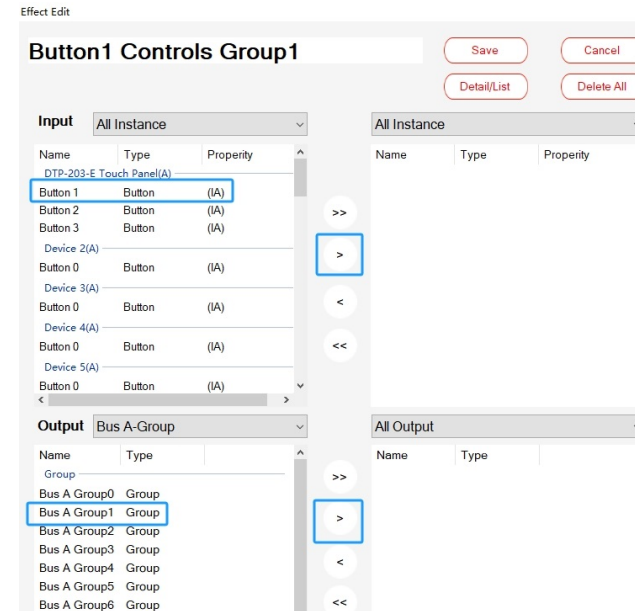 Effect Edit
Button1 Controls Group1
Save Cancel
Detail/List Delete All
Input All Instance All Instance
Name Type Properity Name Type Properity
DTP-203-E Touch Panel(A)
Button 1 Button (IA)
Button 2 Button (IA)
>>
Button 3 Button (IA)
Device 2(A)
>
Button 0 Button (IA)
Device 3(A)
<
Button 0 Button (IA)
Device 4(A)
Button 0 Button (IA)
<<
Device 5(A)
Button 0 Button (IA)
Output Bus A-Group All Output
Name Type Name Type
Group
>>
Bus A Group0 Group
Bus A Group1 Group
>
Bus A Group2 Group
Bus A Group3 Group
<
Bus A Group4 Group
Bus A Group5 Group
Bus A Group6 Group
<<